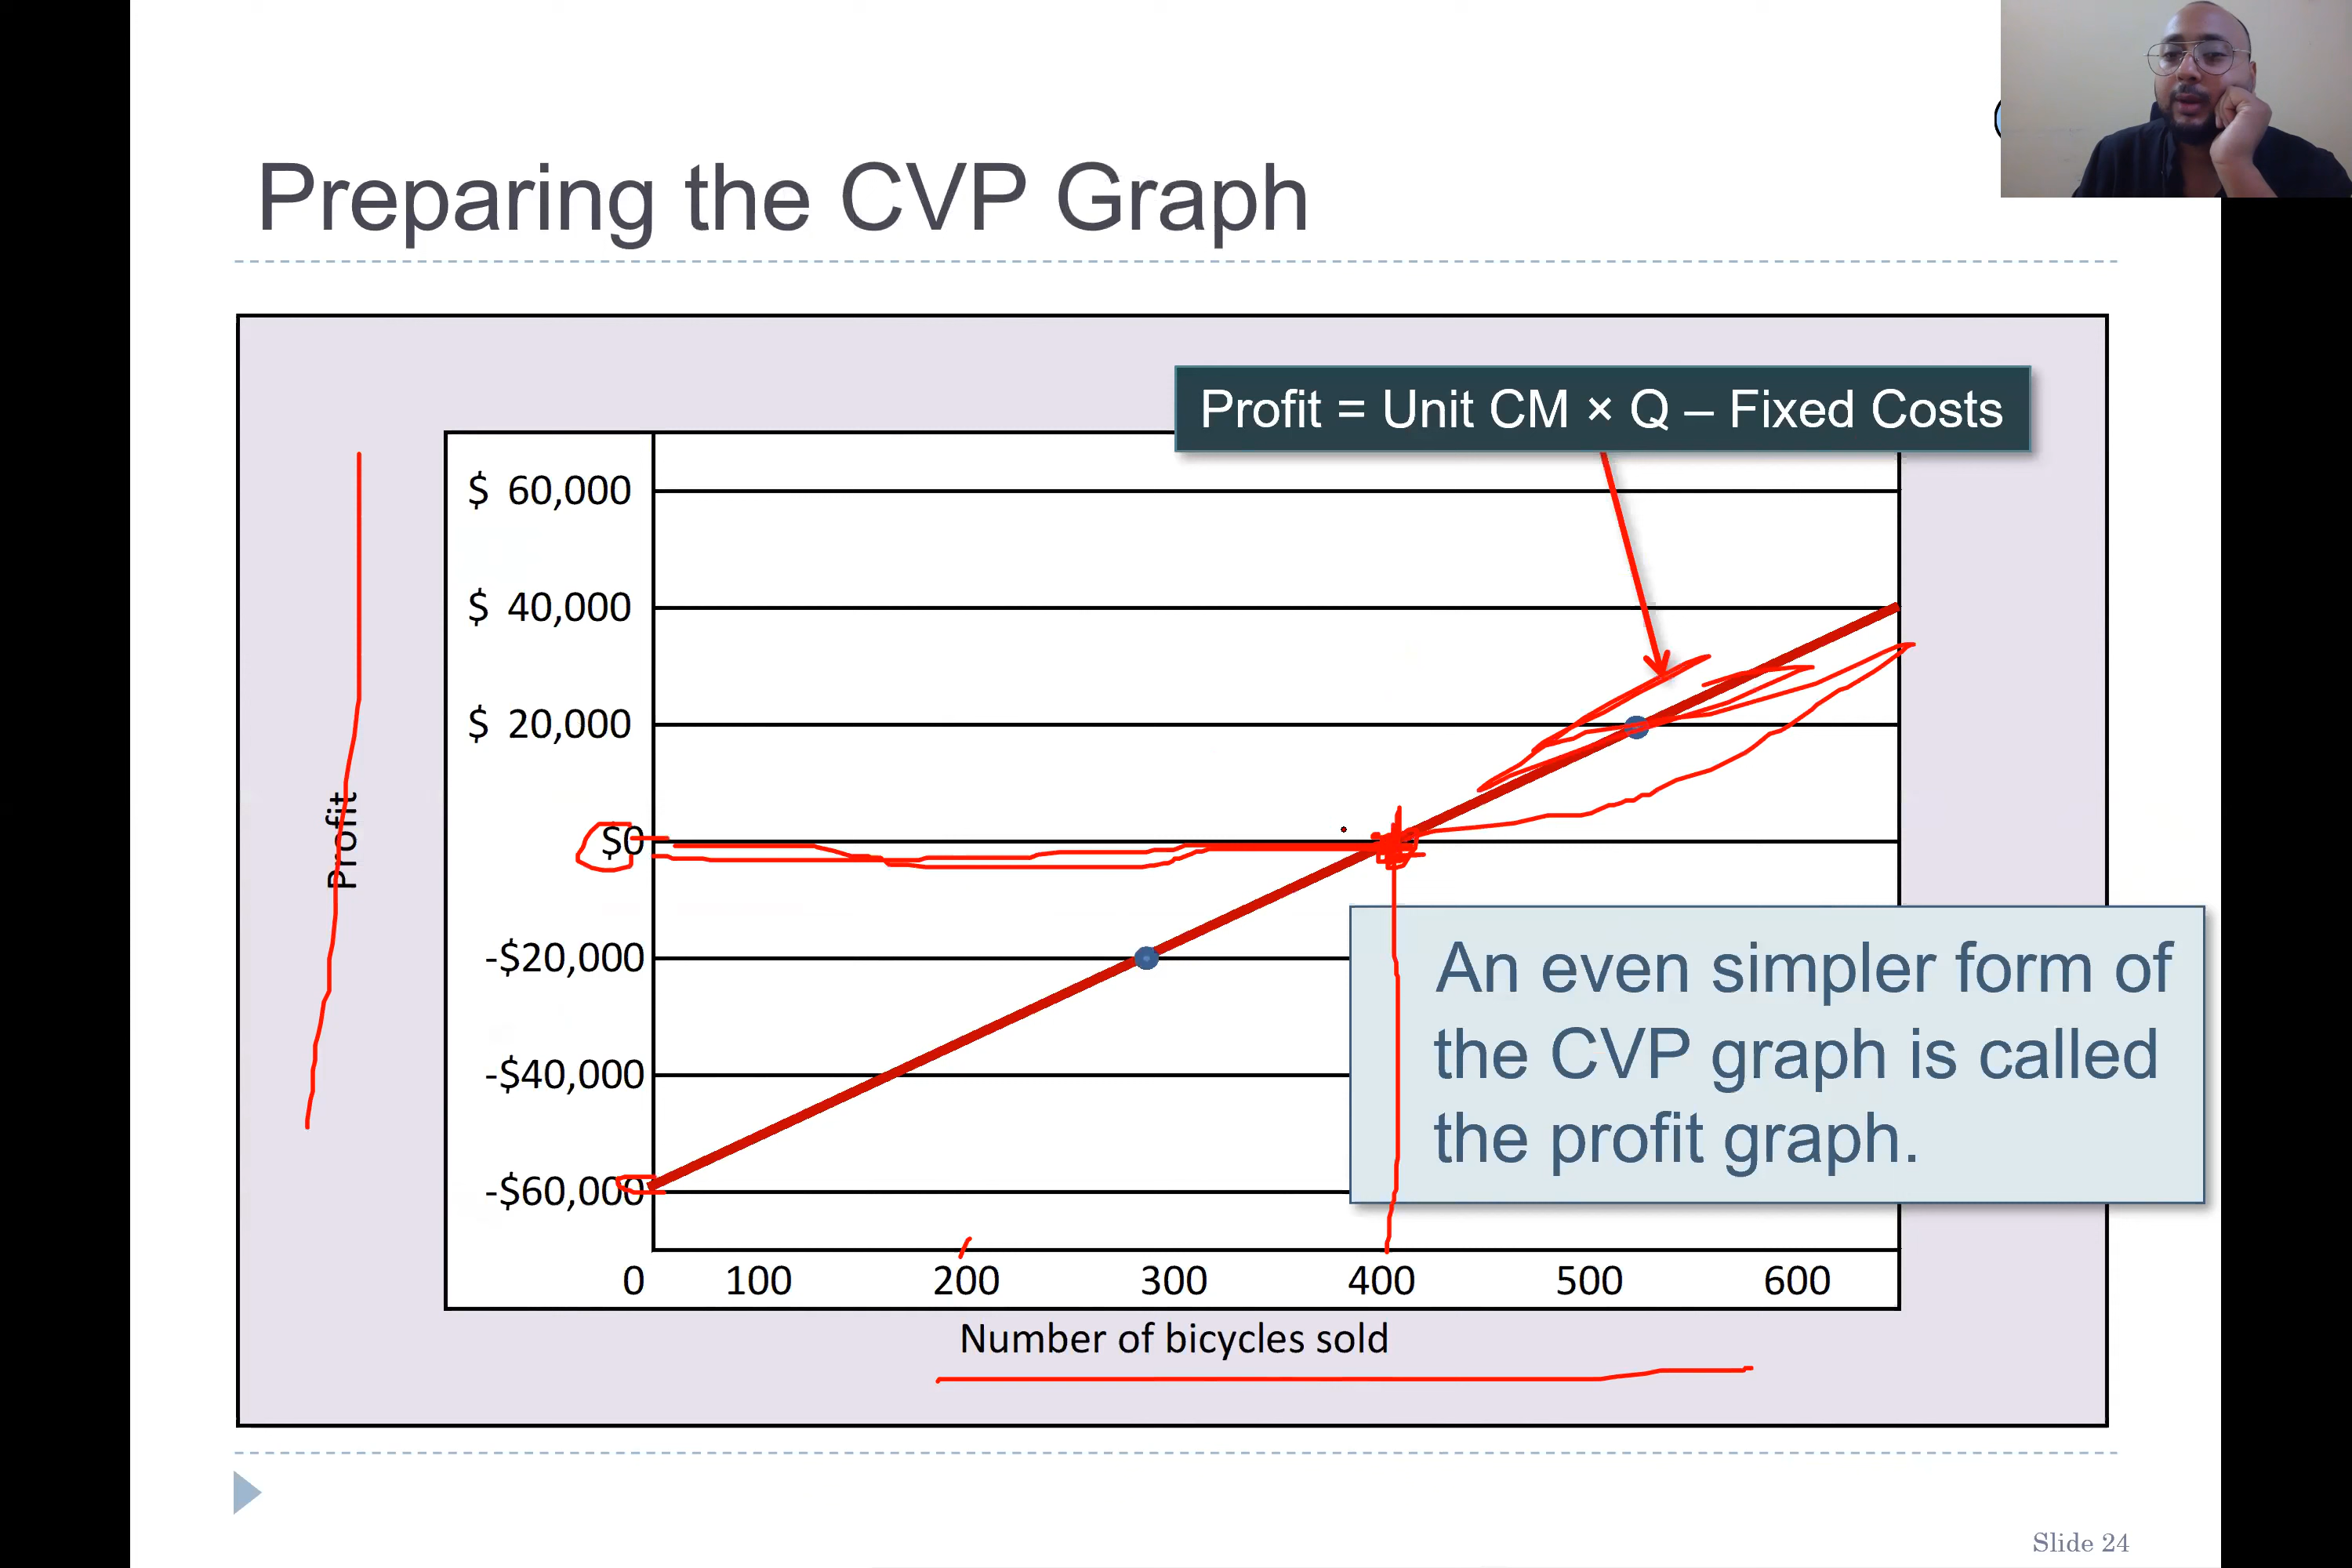 Preparing the CVP Graph
Profit = Unit CM × Q – Fixed Costs
$ 60,000
$ 40,000
$ 20,000
$0
-$20,000
-$40,000
-$60,000
Profit
An even simpler form of
the CVP graph is called
the profit graph.
0 100 200 300 400 500 600
Number of bicycles sold
Slide 24